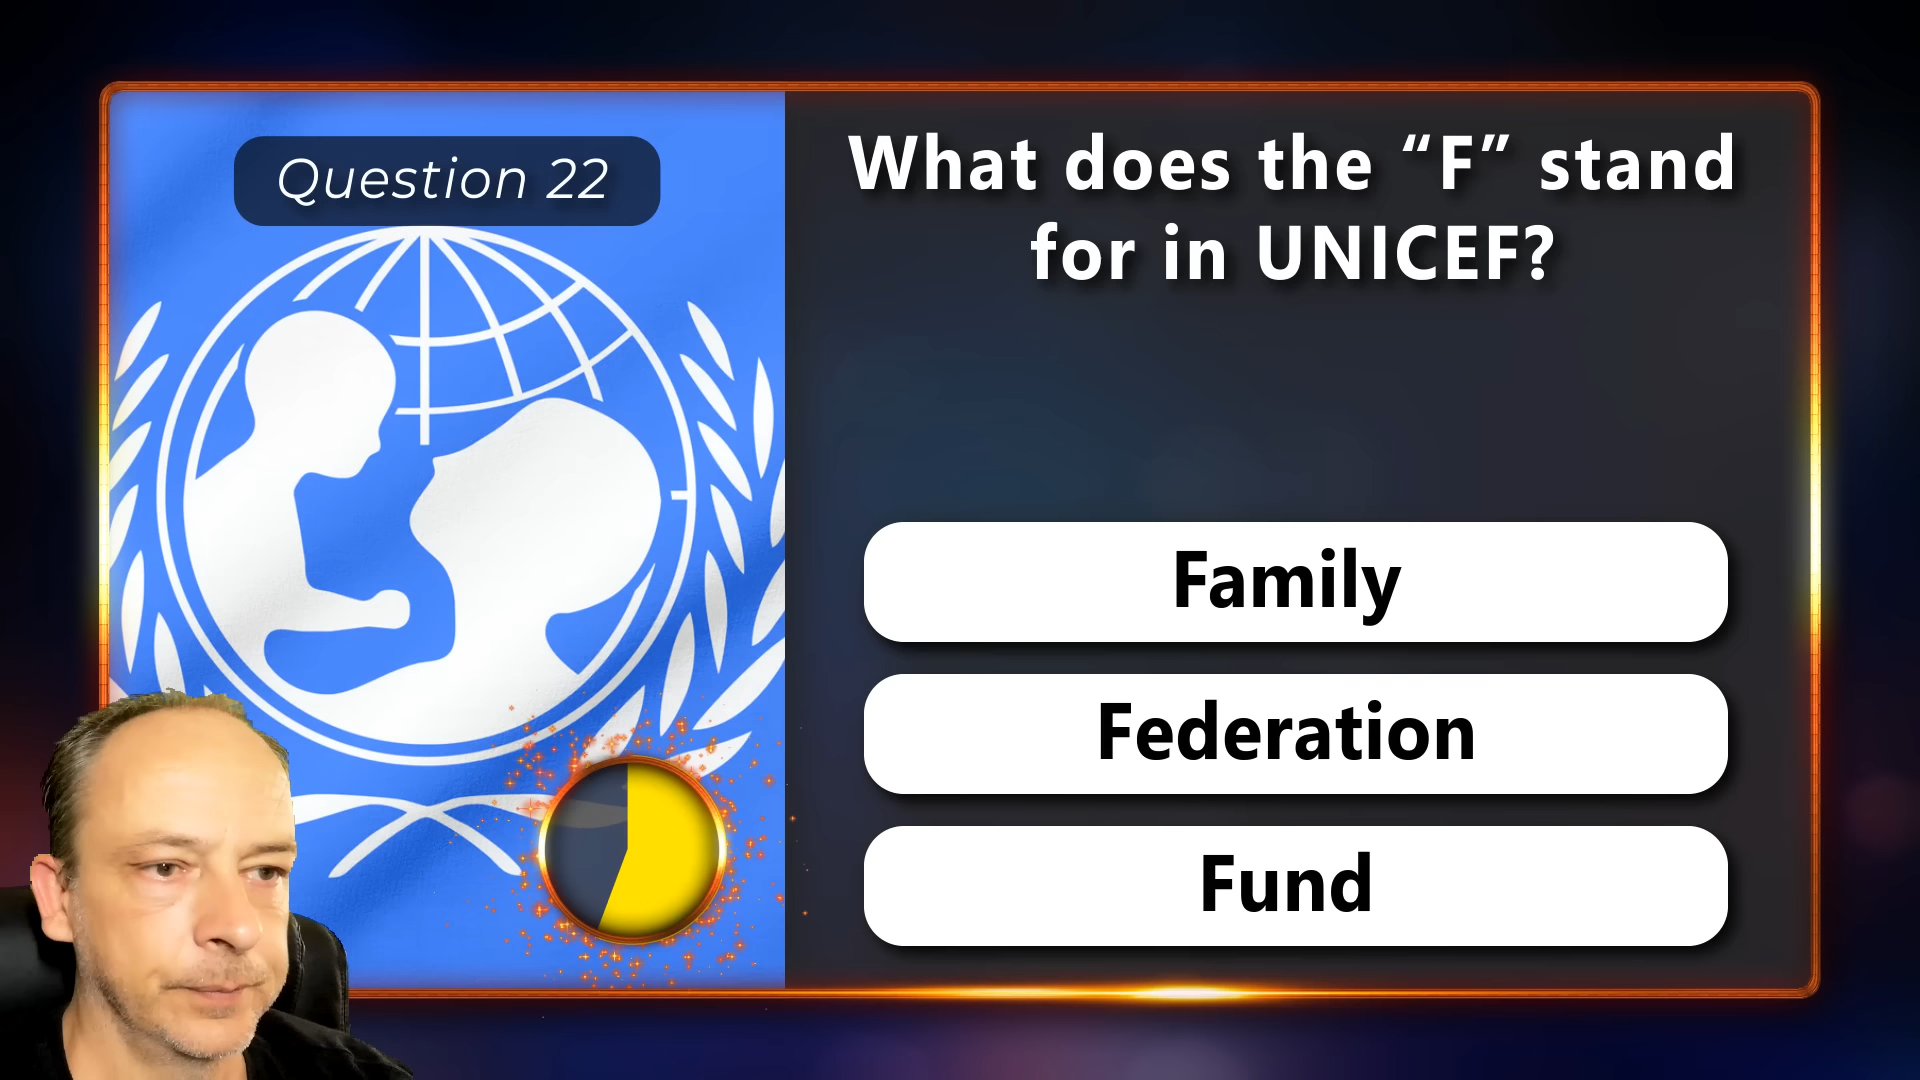 Question 22
What does the “F” stand
for in UNICEF?
Family
Federation
Fund